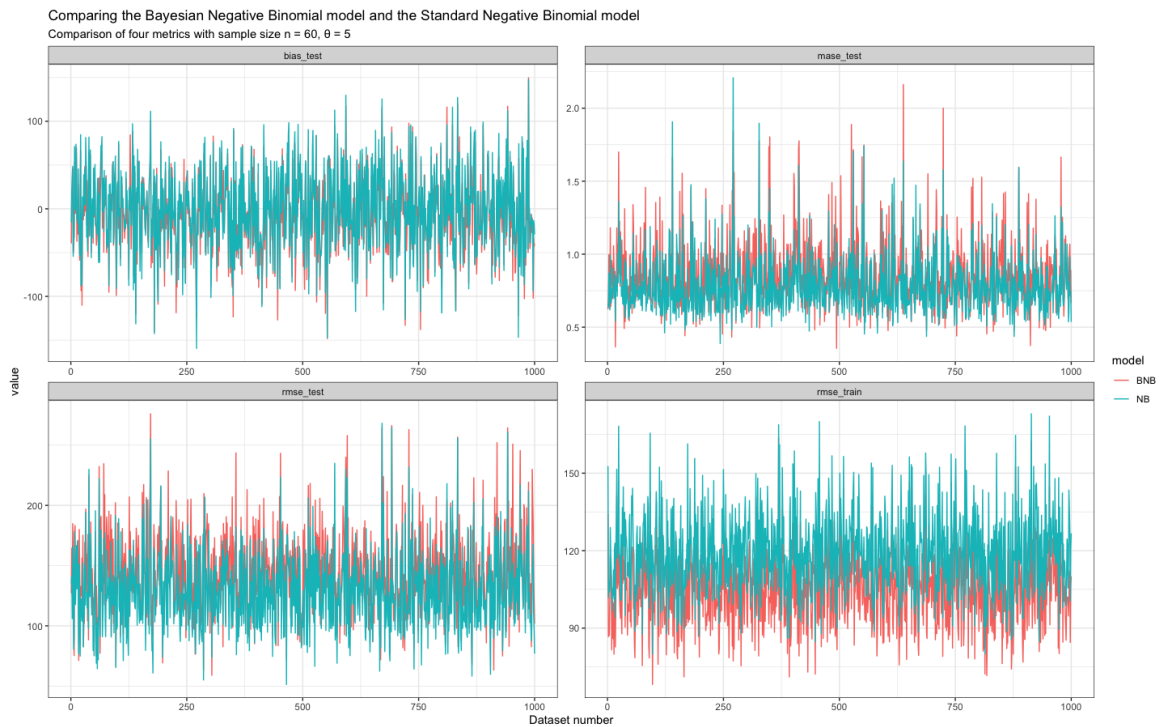 Comparing the Bayesian Negative Binomial model and the Standard Negative Binomial model
Comparison of four metrics with sample size n = 60, θ = 5
bias_test
mase_test
100
0
-100
2.0
1.5
1.0
0.5
0 250 500 750 1000
0 250 500 750 1000
value
rmse_test
rmse_train
200
100
150
120
90
0 250 500 750 1000
0 250 500 750 1000
Dataset number
model
BNB
NB